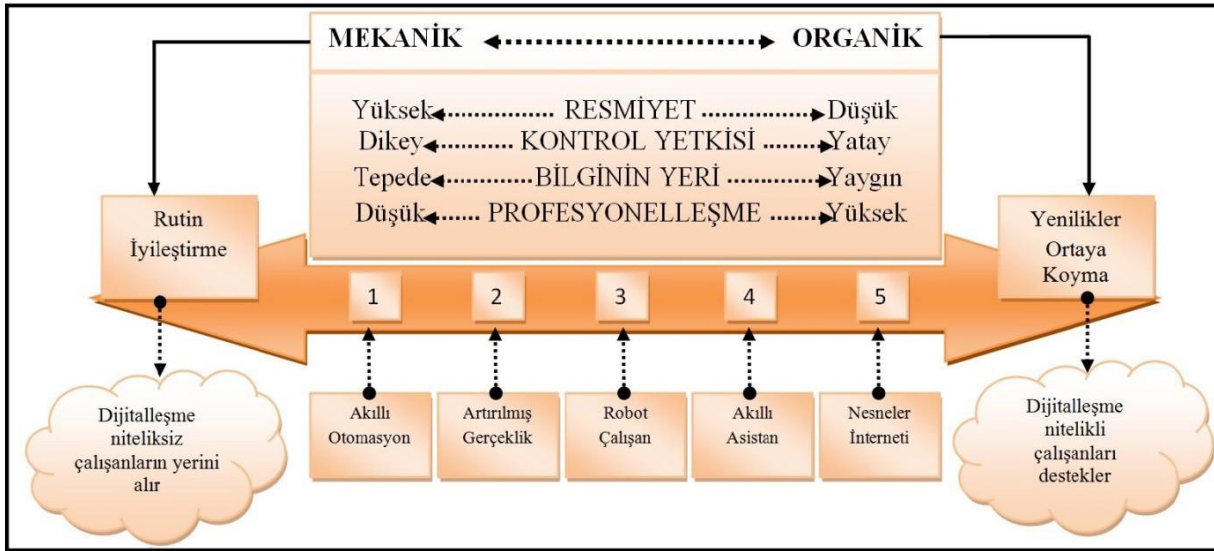 MEKANİK ORGANİK
Yüksek RESMİYET Düşük
Dikey KONTROL YETKİSİ Yatay
Tepede BİLGİNİN YERİ Yaygın
Düşük PROFESYONELLEŞME Yüksek
Rutin
İyileştirme
Yenilikler
Ortaya
Koyma
1 2 3 4 5
Dijitalleşme
niteliksiz
çalışanların yerini
alır
Akıllı
Otomasyon
Artırılmış
Gerçeklik
Robot
Çalışan
Akıllı
Asistan
Nesneler
İnterneti
Dijitalleşme
nitelikli
çalışanları
destekler